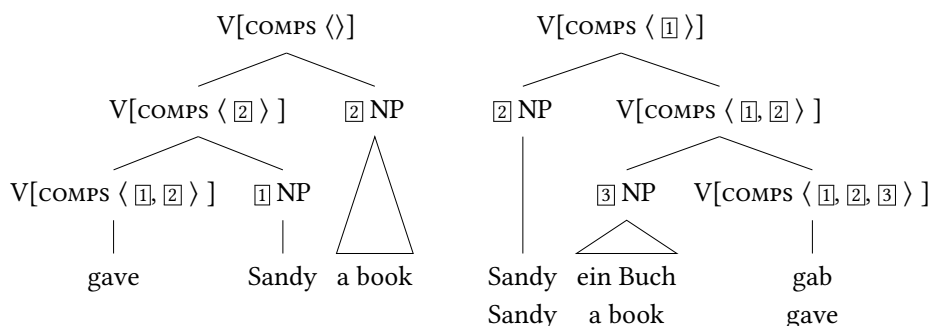 V[COMPS ⟨⟩] V[COMPS ⟨ 1 ⟩]
V[COMPS ⟨ 2 ⟩ ] 2 NP 2 NP V[COMPS ⟨ 1, 2 ⟩]
V[COMPS ⟨ 1, 2 ⟩ ] 1 NP 3 NP V[COMPS ⟨ 1, 2, 3 ⟩ ]
gave Sandy a book Sandy ein Buch gab
Sandy a book gave